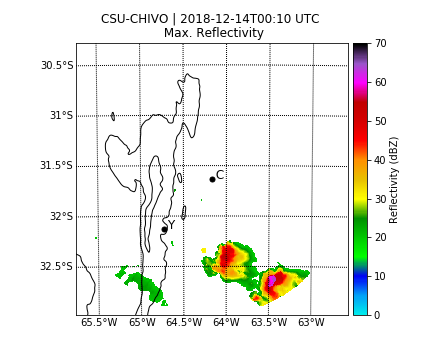 CSU-CHIVO | 2018-12-14T00:10 UTC
Max. Reflectivity
70
60
50
40
30
20
10
0
Reflectivity (dBZ)
30.5°S
31°S
31.5°S
32°S
32.5°S
C
Y
65.5°W 65°W 64.5°W 64°W 63.5°W 63°W